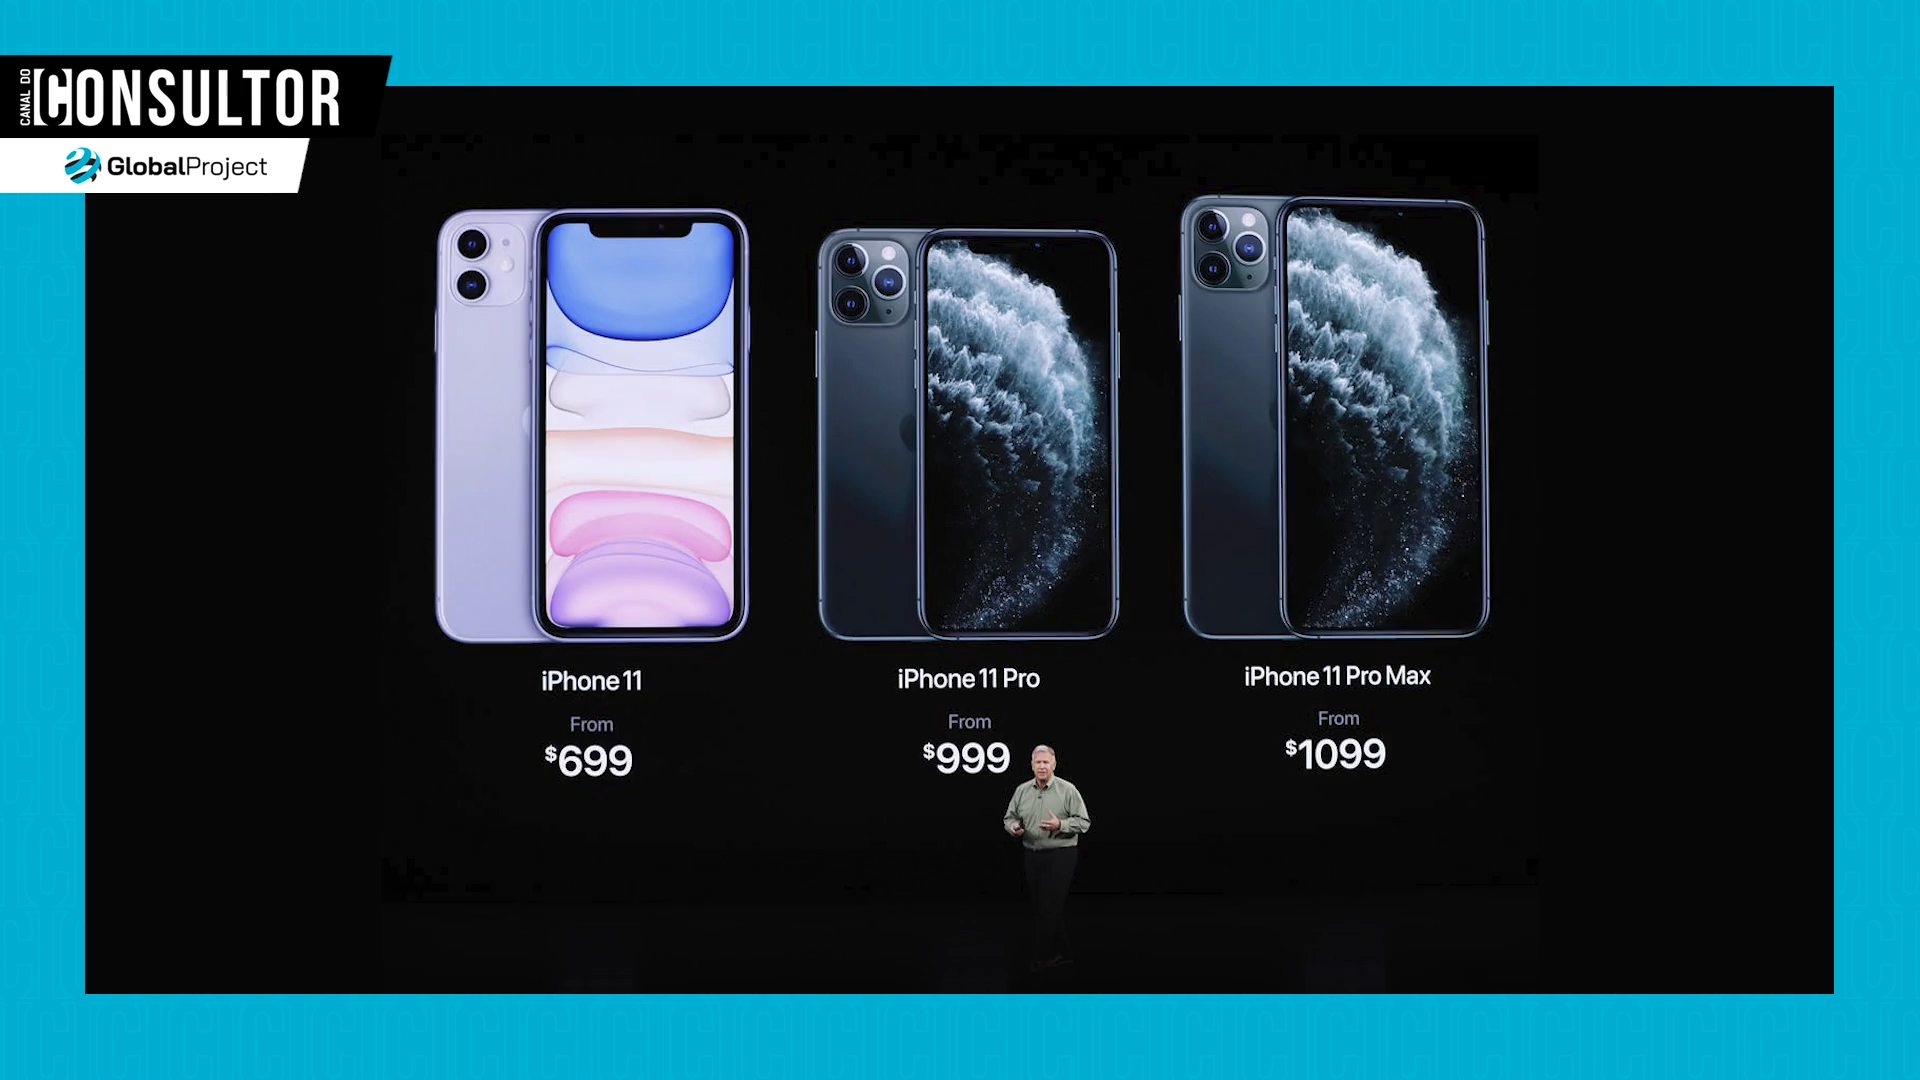 CANAL DO
CONSULTOR
GlobalProject
iPhone 11
From
$699
iPhone 11 Pro
From
$999
iPhone 11 Pro Max
From
$1099